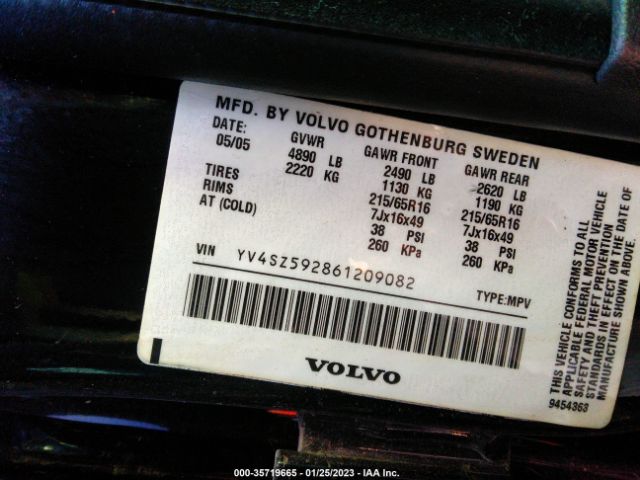 MFD. BY VOLVO GOTHENBURG SWEDEN
DATE: GVWR GAWR FRONT GAWR REAR
05/05 4890 LB 2490 LB 2620 LB
2220 KG 1130 KG 1190 KG
TIRES 215/65R16 215/65R16
RIMS 7Jx16x49 7Jx16x49
AT (COLD) 38 PSI 38 PSI
260 KPa 260 KPa
VIN YV4SZ592861209082
TYPE: MPV
VOLVO
THIS VEHICLE CONFORMS TO ALL
APPLICABLE FEDERAL MOTOR VEHICLE
SAFETY AND THEFT PREVENTION
STANDARDS IN EFFECT ON THE DATE OF
MANUFACTURE SHOWN ABOVE.
9454363
000-35719665 - 01/25/2023 - IAA Inc.